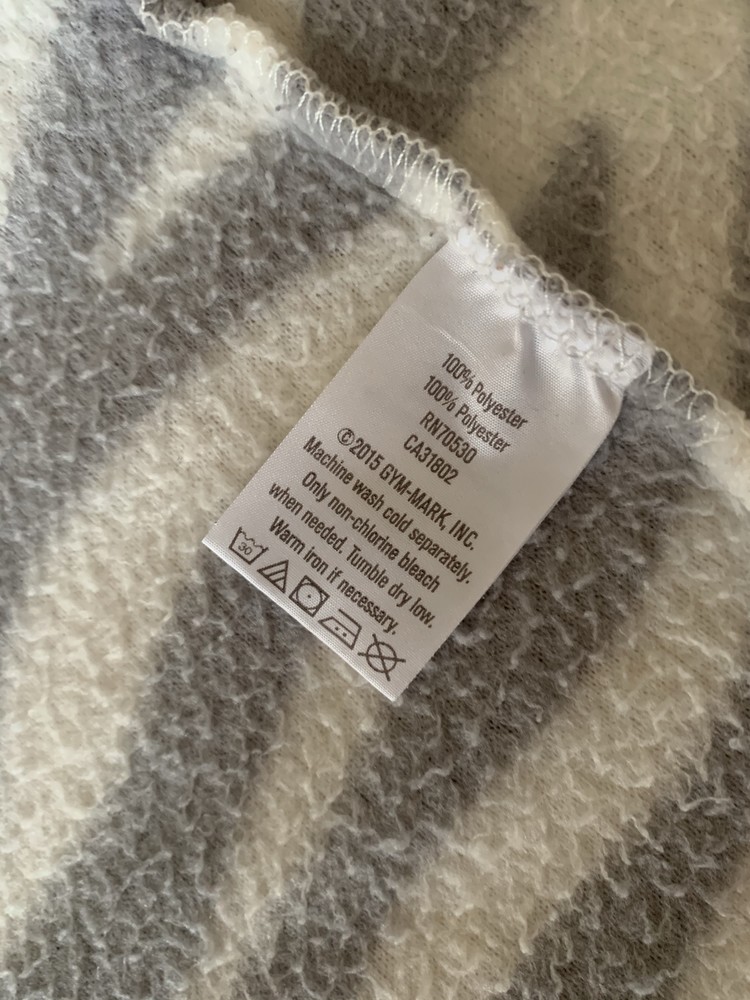 100% Polyester
100% Polyester
RN70530
CA31802
©2015 GYM-MARK, INC.
Machine wash cold separately.
Only non-chlorine bleach
when needed. Tumble dry low.
Warm iron if necessary.
30